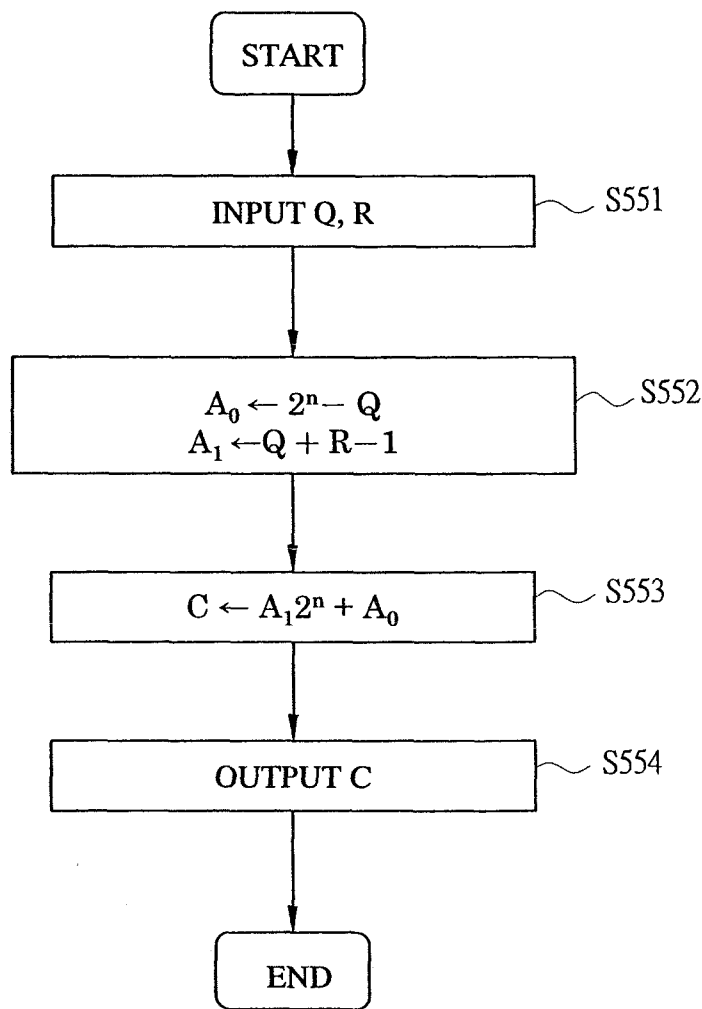 START
INPUT Q, R
S551
A₀ ← 2ⁿ − Q
A₁ ← Q + R − 1
S552
C ← A₁2ⁿ + A₀
S553
OUTPUT C
S554
END